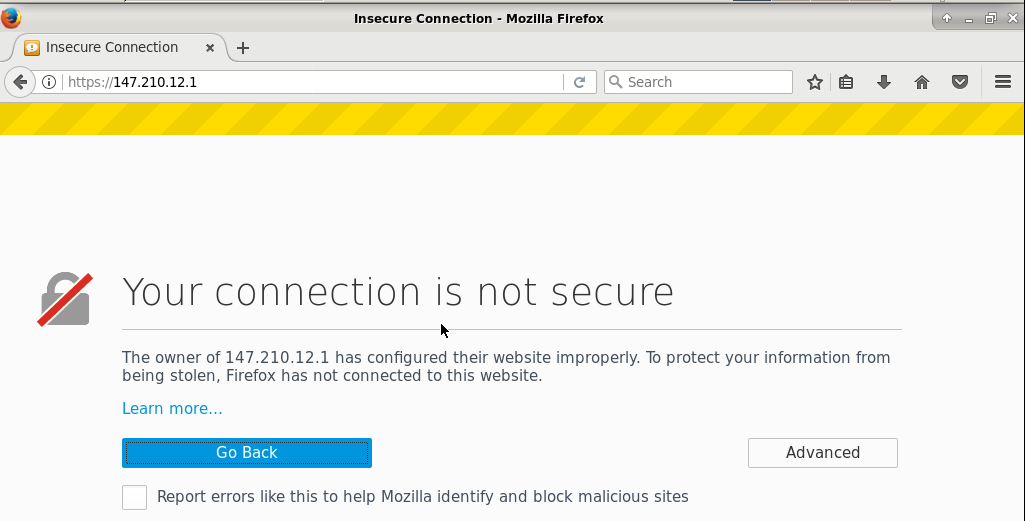 Insecure Connection - Mozilla Firefox
Insecure Connection
https://147.210.12.1
Search
Your connection is not secure
The owner of 147.210.12.1 has configured their website improperly. To protect your information from
being stolen, Firefox has not connected to this website.
Learn more...
Go Back
Advanced
Report errors like this to help Mozilla identify and block malicious sites